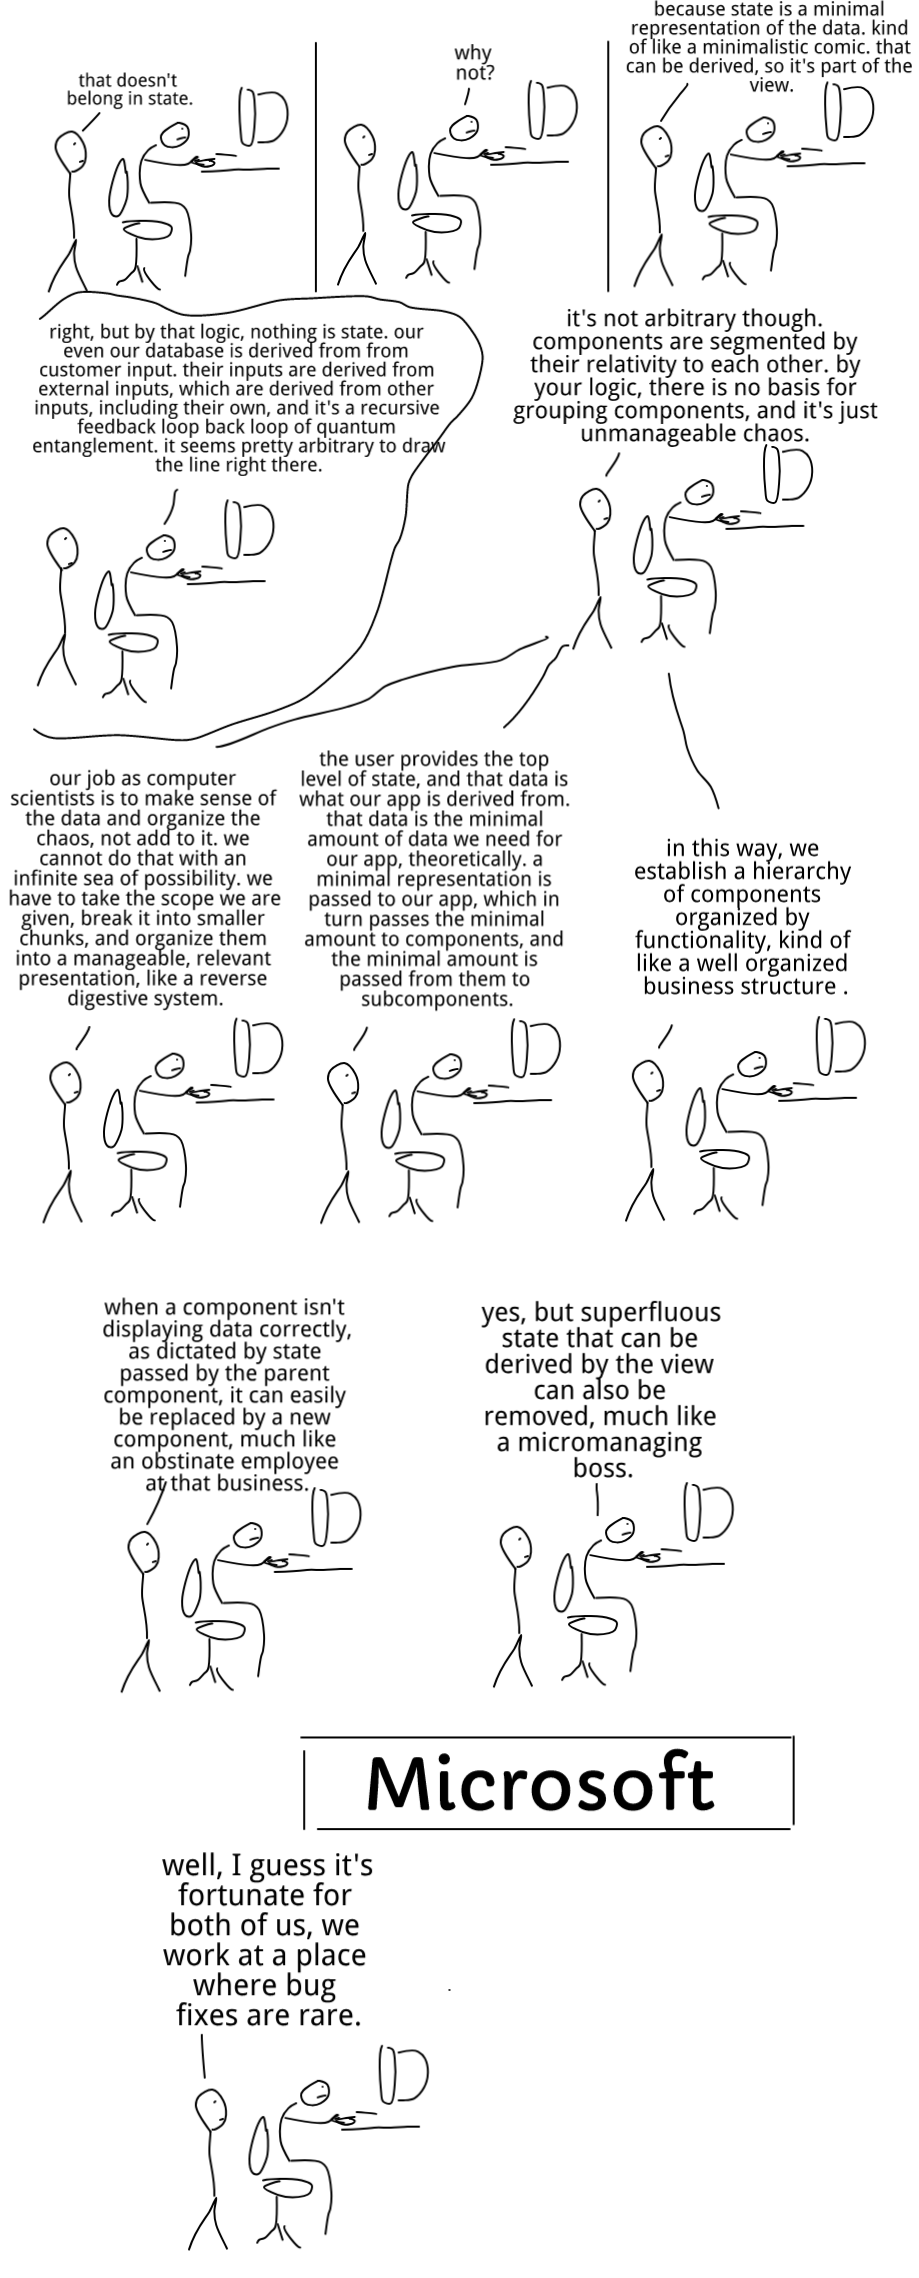 that doesn't
belong in state.
why
not?
because state is a minimal
representation of the data. kind
of like a minimalistic comic. that
can be derived, so it's part of the
view.
right, but by that logic, nothing is state. our
even our database is derived from from
customer input. their inputs are derived from
external inputs, which are derived from other
inputs, including their own, and it's a recursive
feedback loop back loop of quantum
entanglement. it seems pretty arbitrary to draw
the line right there.
it's not arbitrary though.
components are segmented by
their relativity to each other. by
your logic, there is no basis for
grouping components, and it's just
unmanageable chaos.
our job as computer
scientists is to make sense of
the data and organize the
chaos, not add to it. we
cannot do that with an
infinite sea of possibility. we
have to take the scope we are
given, break it into smaller
chunks, and organize them
into a manageable, relevant
presentation, like a reverse
digestive system.
the user provides the top
level of state, and that data is
what our app is derived from.
that data is the minimal
amount of data we need for
our app, theoretically. a
minimal representation is
passed to our app, which in
turn passes the minimal
amount to components, and
the minimal amount is
passed from them to
subcomponents.
in this way, we
establish a hierarchy
of components
organized by
functionality, kind of
like a well organized
business structure .
when a component isn't
displaying data correctly,
as dictated by state
passed by the parent
component, it can easily
be replaced by a new
component, much like
an obstinate employee
at that business.
yes, but superfluous
state that can be
derived by the view
can also be
removed, much like
a micromanaging
boss.
Microsoft
well, I guess it's
fortunate for
both of us, we
work at a place
where bug
fixes are rare.